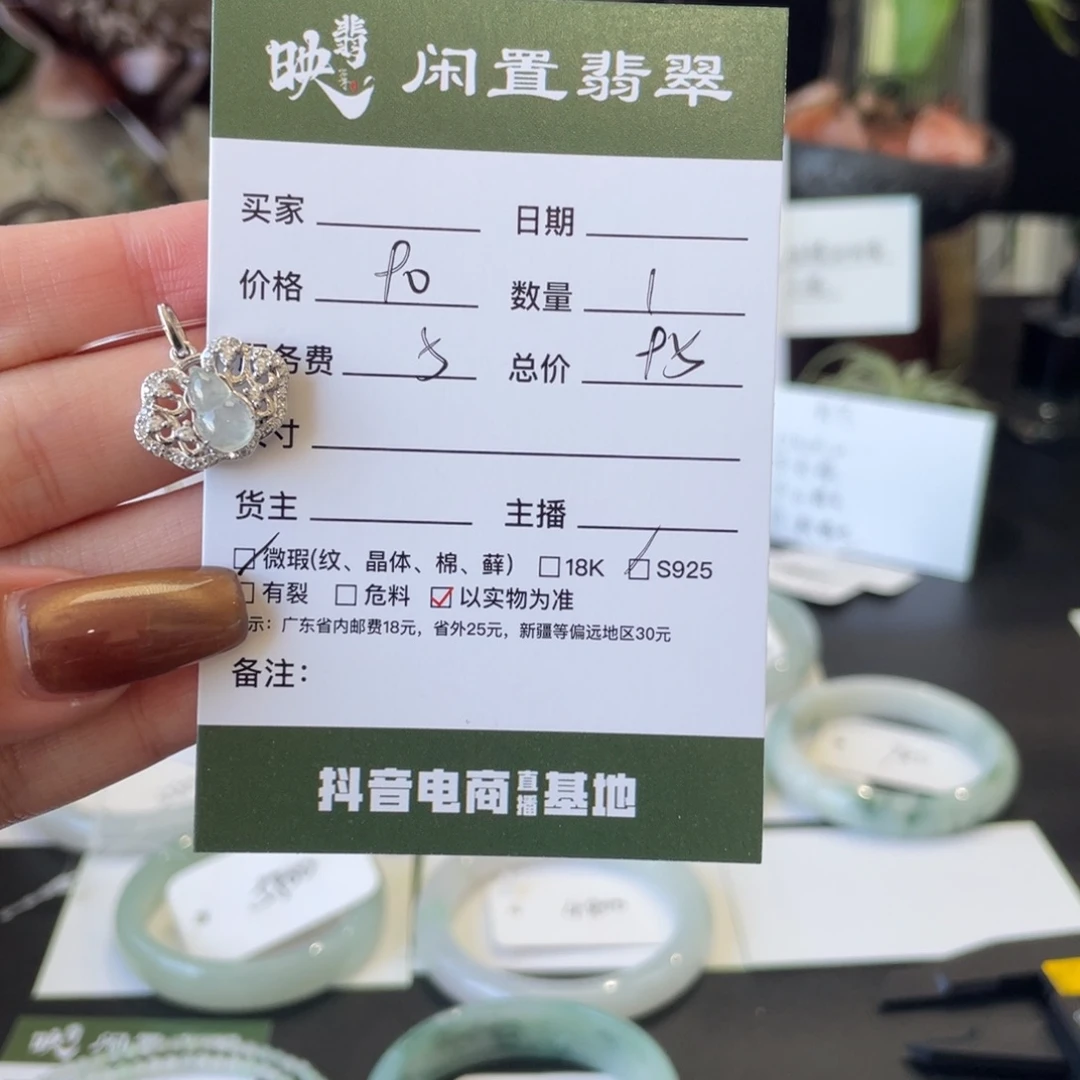 映翡 闲置翡翠
买家 日期
价格 90 数量 1
务费 5 总价 95
寸
货主 主播
微瑕(纹、晶体、棉、藓) 18K S925
有裂 危料 以实物为准
示：广东省内邮费18元，省外25元，新疆等偏远地区30元
备注：
抖音电商直播基地